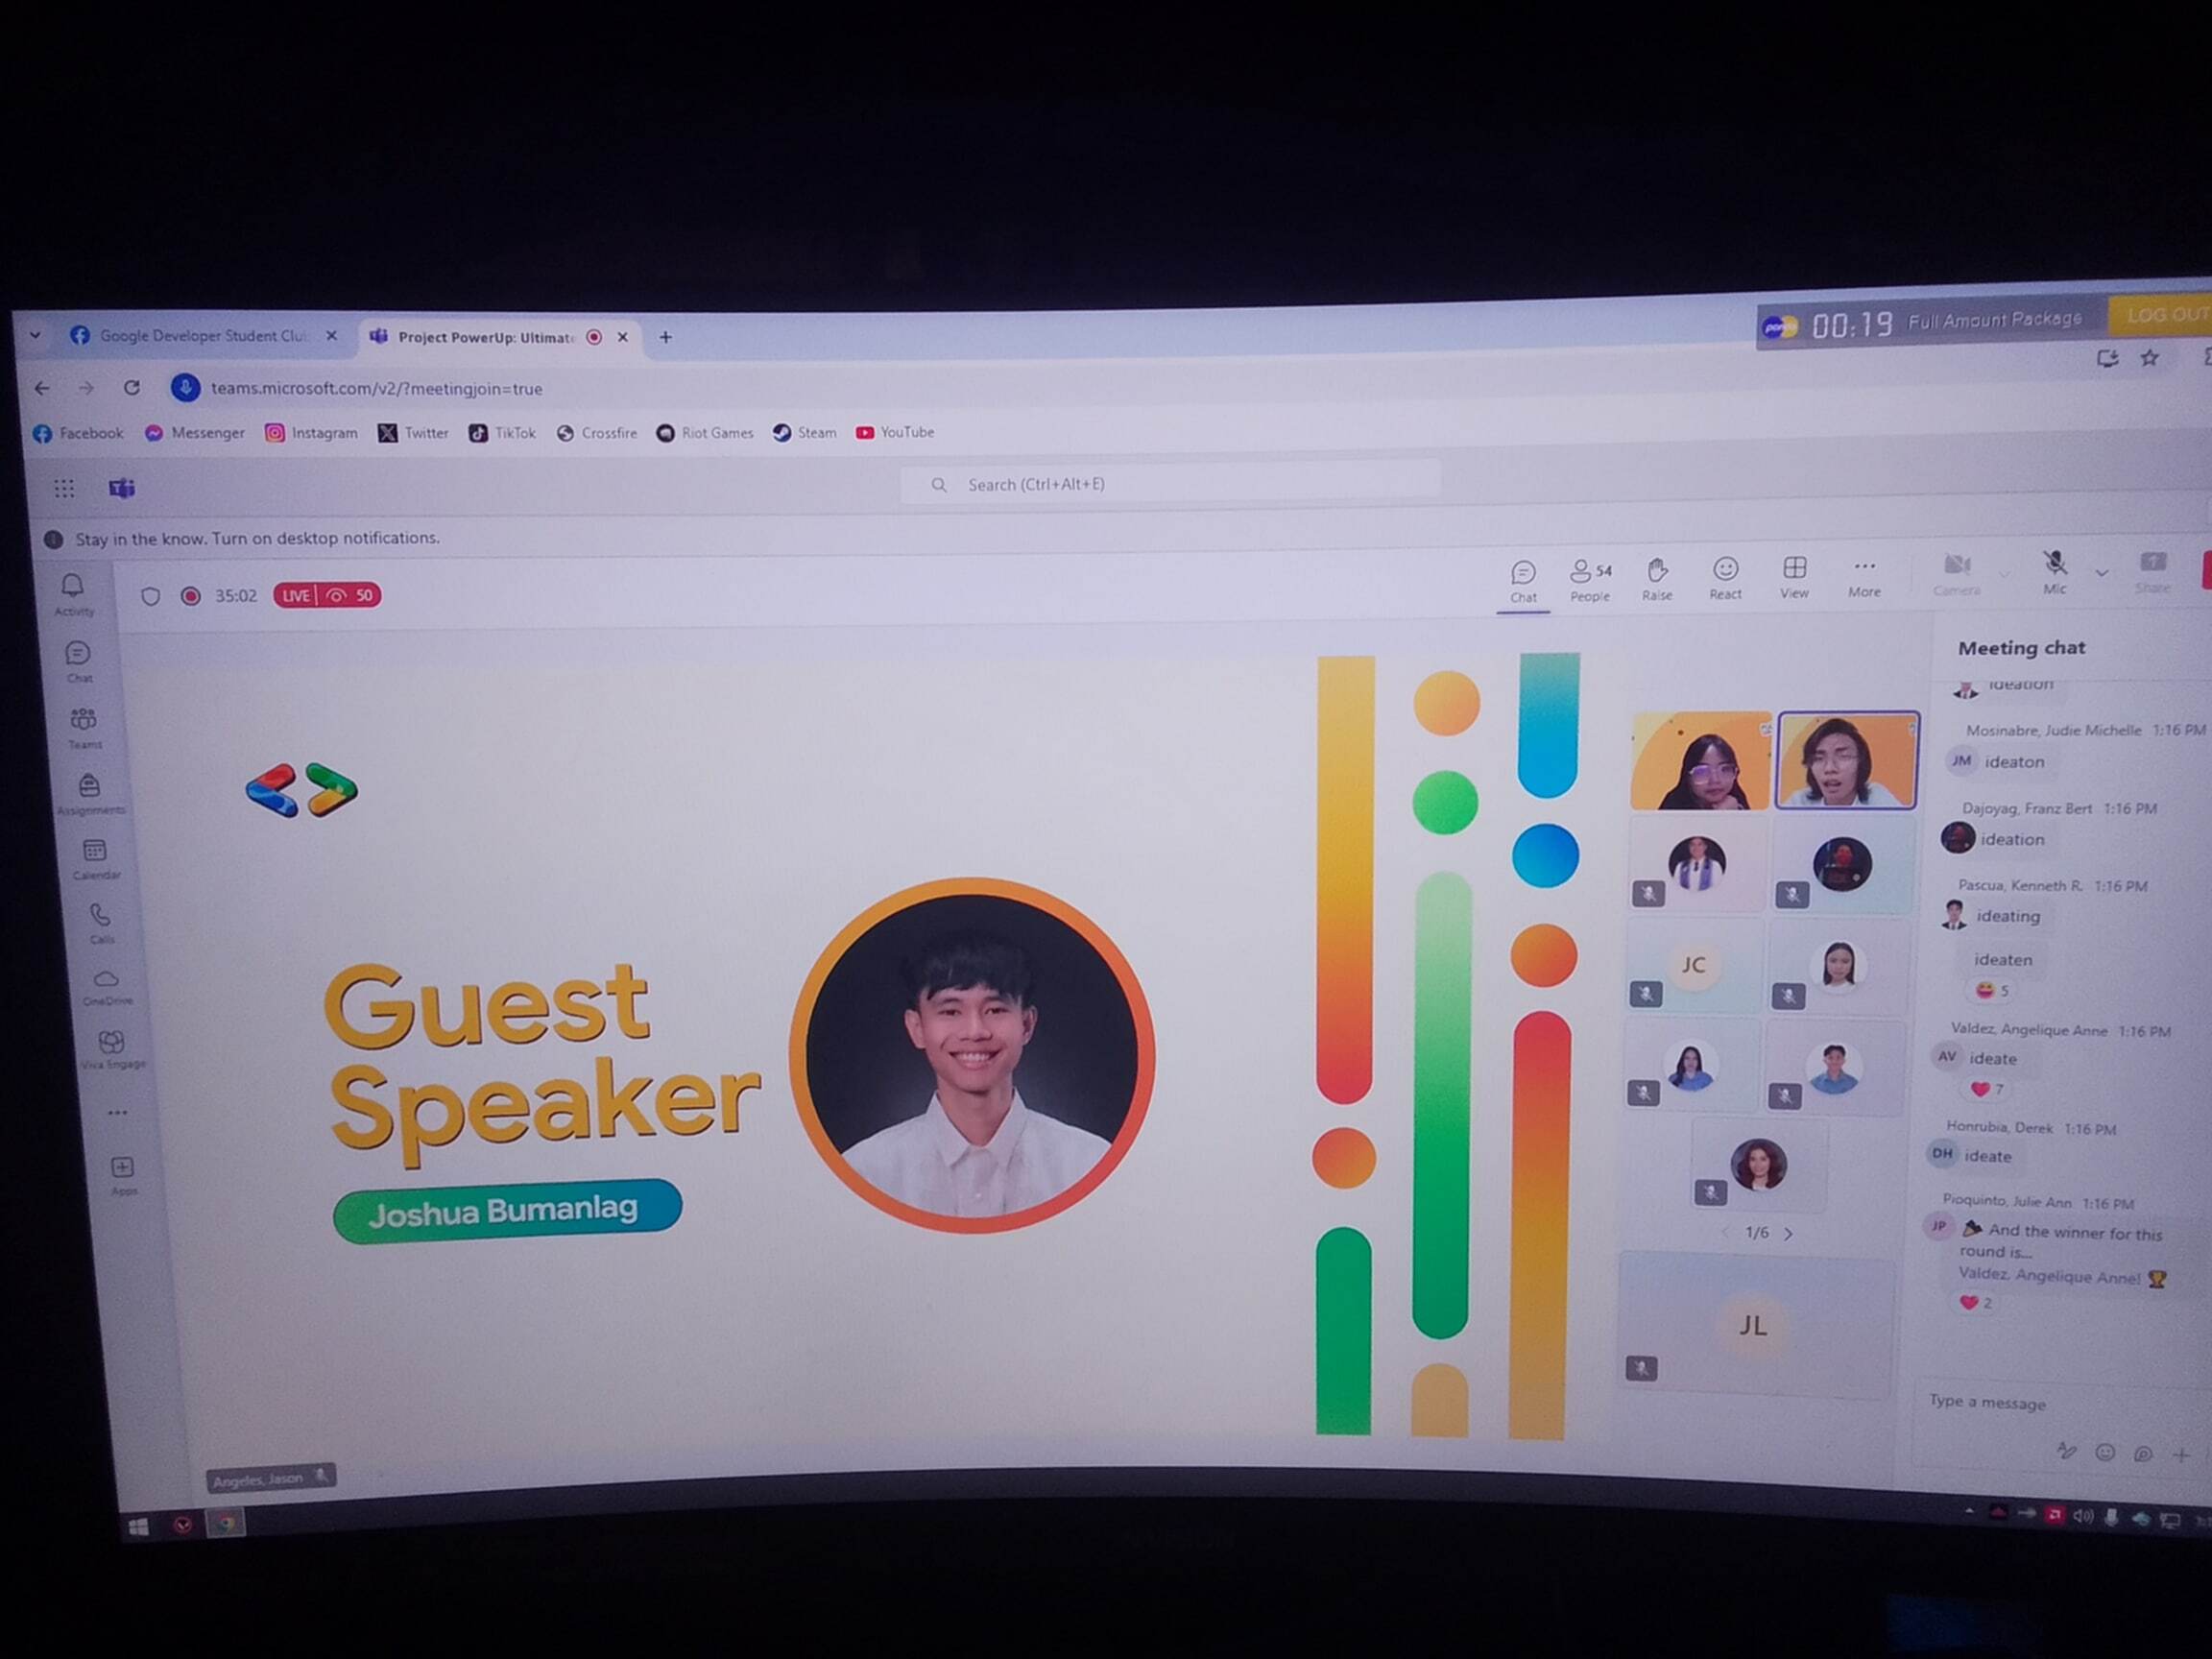 Google Developer Student Clu
Project PowerUp: Ultimat
00:19 Full Amount Package
LOG OUT
teams.microsoft.com/v2/?meetingjoin=true
Facebook Messenger Instagram Twitter TikTok Crossfire Riot Games Steam YouTube
Search (Ctrl+Alt+E)
Stay in the know. Turn on desktop notifications.
Activity
Chat
Teams
Assignments
Calendar
Calls
OneDrive
Viva Engage
Apps
35:02 LIVE 50
Chat
54
People
Raise
React
View
More
Camera
Mic
Share
Guest
Speaker
Joshua Bumanlag
Angeles, Jason
JC
1/6
JL
Meeting chat
ideation
Mosinabre, Judie Michelle 1:16 PM
JM ideaton
Dajoyag, Franz Bert 1:16 PM
ideation
Pascua, Kenneth R. 1:16 PM
ideating
ideaten
5
Valdez, Angelique Anne 1:16 PM
AV ideate
7
Honrubia, Derek 1:16 PM
DH ideate
Pioquinto, Julie Ann 1:16 PM
JP And the winner for this
round is...
Valdez, Angelique Anne!
2
Type a message